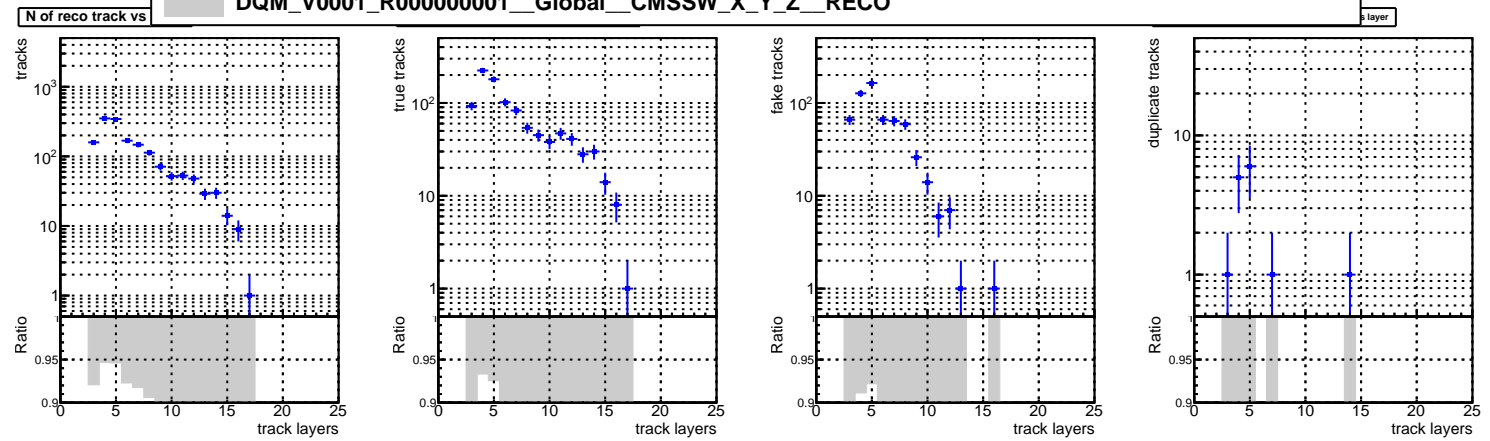 DQM_V0001_R000000001__Global__CMSSW_X_Y_Z__RECO
N of reco track vs
s layer
tracks
10³
10²
10
1
Ratio
1
0.95
0.9
0 5 10 15 20 25
track layers
true tracks
10²
10
1
Ratio
1
0.95
0.9
0 5 10 15 20 25
track layers
fake tracks
10²
10
1
Ratio
1
0.95
0.9
0 5 10 15 20 25
track layers
duplicate tracks
10
1
Ratio
1
0.95
0.9
0 5 10 15 20 25
track layers